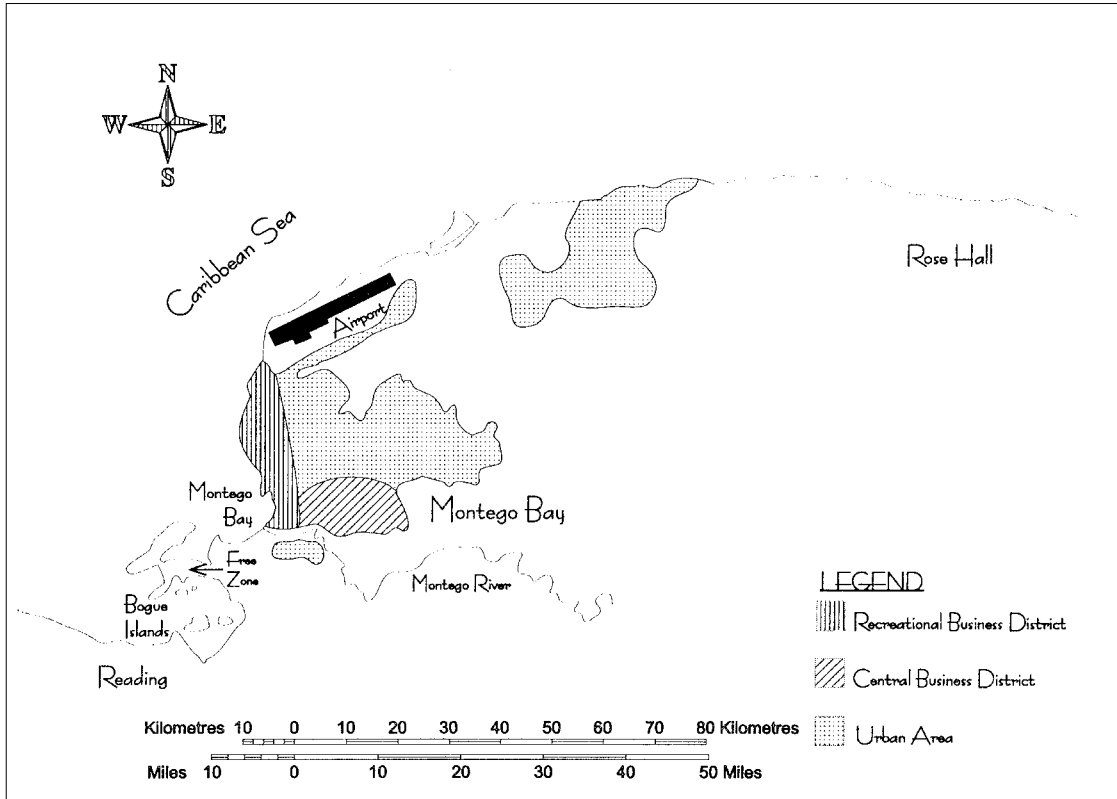 N
W E
S
Caribbean Sea
Rose Hall
Airport
Montego
Bay
Montego Bay
Free
Zone
Montego River
Bogue
Islands
Reading
LEGEND
Recreational Business District
Central Business District
Urban Area
Kilometres 10 0 10 20 30 40 50 60 70 80 Kilometres
Miles 10 0 10 20 30 40 50 Miles